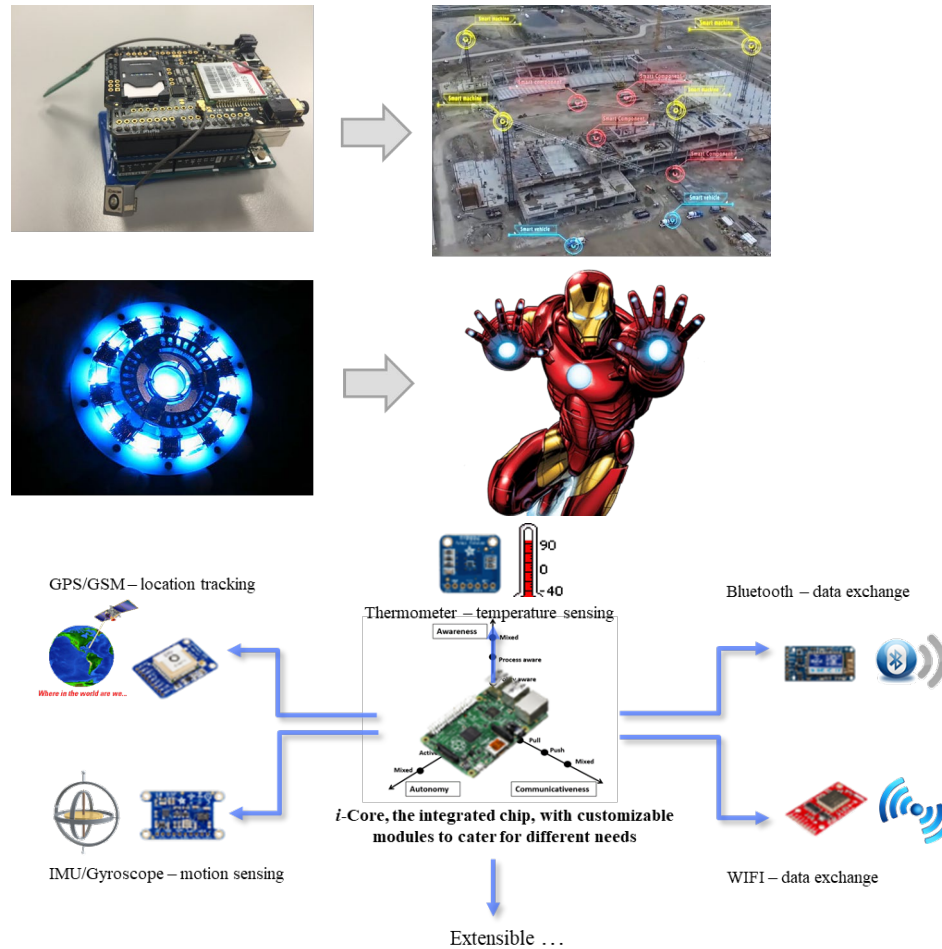 Smart machine
Smart machine
Smart component
Smart Component
Smart machine
Smart machine
Smart Component
Smart Component
Smart vehicle
Smart vehicle
90
0
-40
GPS/GSM – location tracking
Thermometer – temperature sensing
Bluetooth – data exchange
Where in the world are we...
Awareness
Mixed
Process aware
aware
Pull
Push
Mixed
Active
Mixed
Autonomy
Communicativeness
i-Core, the integrated chip, with customizable
modules to cater for different needs
IMU/Gyroscope – motion sensing
WIFI – data exchange
Extensible …